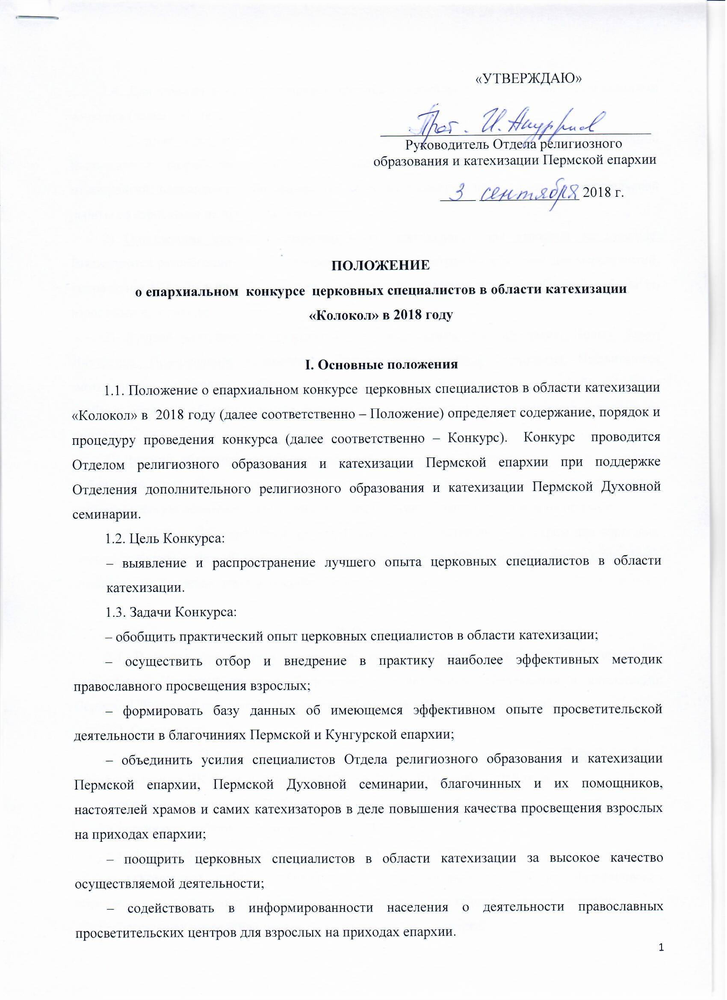 «УТВЕРЖДАЮ»
Прот. И. Ануфриев
Руководитель Отдела религиозного
образования и катехизации Пермской епархии
3 сентября 2018 г.
ПОЛОЖЕНИЕ
о епархиальном конкурсе церковных специалистов в области катехизации
«Колокол» в 2018 году
I. Основные положения
1.1. Положение о епархиальном конкурсе церковных специалистов в области катехизации
«Колокол» в 2018 году (далее соответственно – Положение) определяет содержание, порядок и
процедуру проведения конкурса (далее соответственно – Конкурс). Конкурс проводится
Отделом религиозного образования и катехизации Пермской епархии при поддержке
Отделения дополнительного религиозного образования и катехизации Пермской Духовной
семинарии.
1.2. Цель Конкурса:
– выявление и распространение лучшего опыта церковных специалистов в области
катехизации.
1.3. Задачи Конкурса:
– обобщить практический опыт церковных специалистов в области катехизации;
– осуществить отбор и внедрение в практику наиболее эффективных методик
православного просвещения взрослых;
– формировать базу данных об имеющемся эффективном опыте просветительской
деятельности в благочиниях Пермской и Кунгурской епархии;
– объединить усилия специалистов Отдела религиозного образования и катехизации
Пермской епархии, Пермской Духовной семинарии, благочинных и их помощников,
настоятелей храмов и самих катехизаторов в деле повышения качества просвещения взрослых
на приходах епархии;
– поощрить церковных специалистов в области катехизации за высокое качество
осуществляемой деятельности;
– содействовать в информированности населения о деятельности православных
просветительских центров для взрослых на приходах епархии.
1